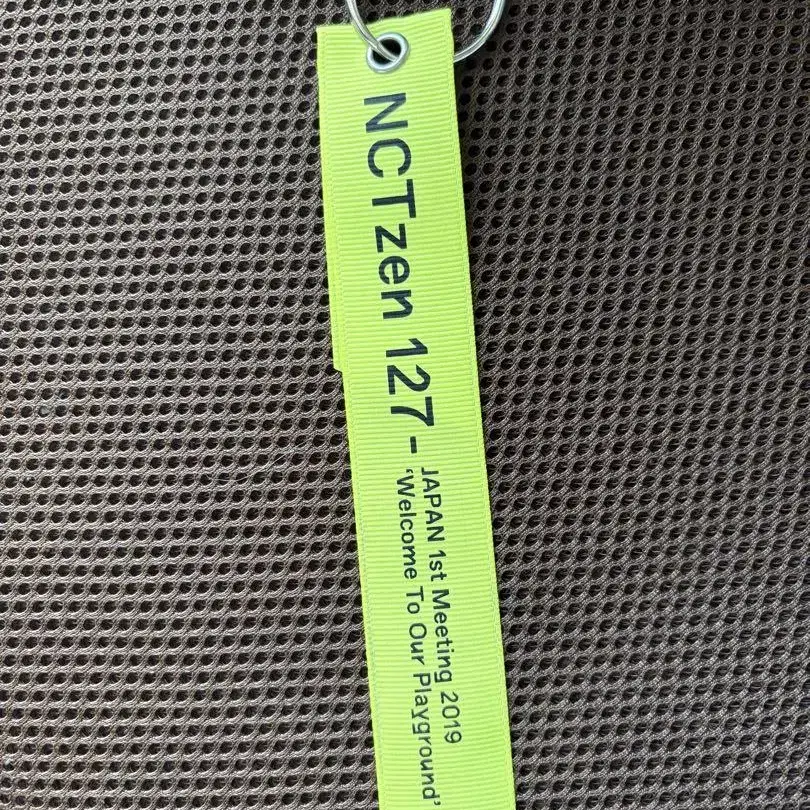 NCTzen 127 -
JAPAN 1st Meeting 2019
'Welcome To Our Playground'